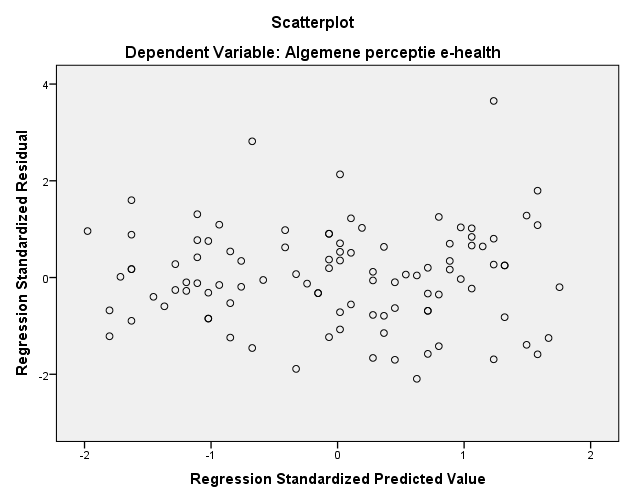 Scatterplot
Dependent Variable: Algemene perceptie e-health
Regression Standardized Residual
4
2
0
-2
-2
-1
0
1
2
Regression Standardized Predicted Value